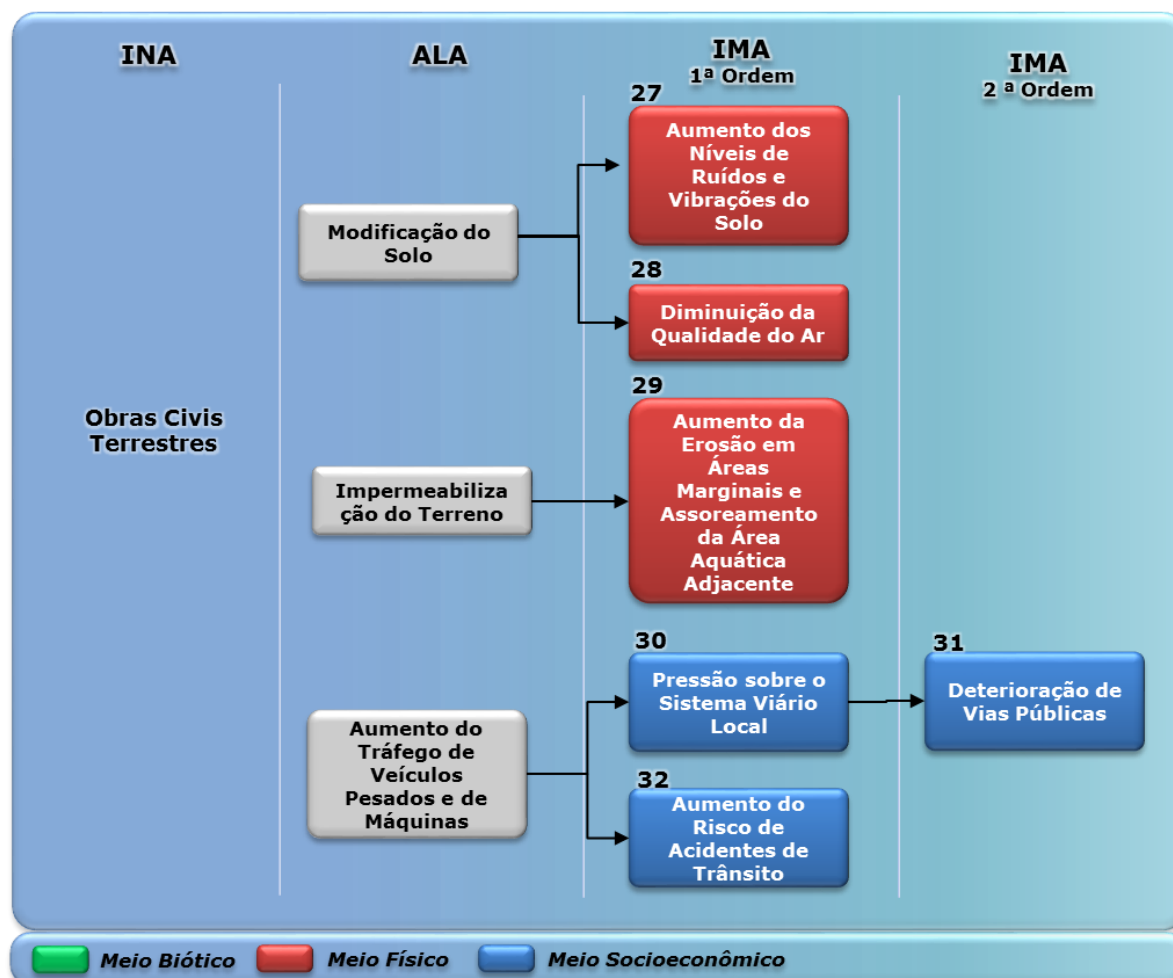 INA
ALA
IMA
1ª Ordem
IMA
2 ª Ordem
27
Aumento dos
Níveis de
Ruídos e
Vibrações do
Solo
Modificação do
Solo
28
Diminuição da
Qualidade do Ar
29
Obras Civis
Terrestres
Aumento da
Erosão em
Áreas
Marginais e
Assoreamento
da Área
Aquática
Adjacente
Impermeabiliza
ção do Terreno
30
Pressão sobre o
Sistema Viário
Local
31
Deterioração de
Vias Públicas
Aumento do
Tráfego de
Veículos
Pesados e de
Máquinas
32
Aumento do
Risco de
Acidentes de
Trânsito
Meio Biótico
Meio Físico
Meio Socioeconômico